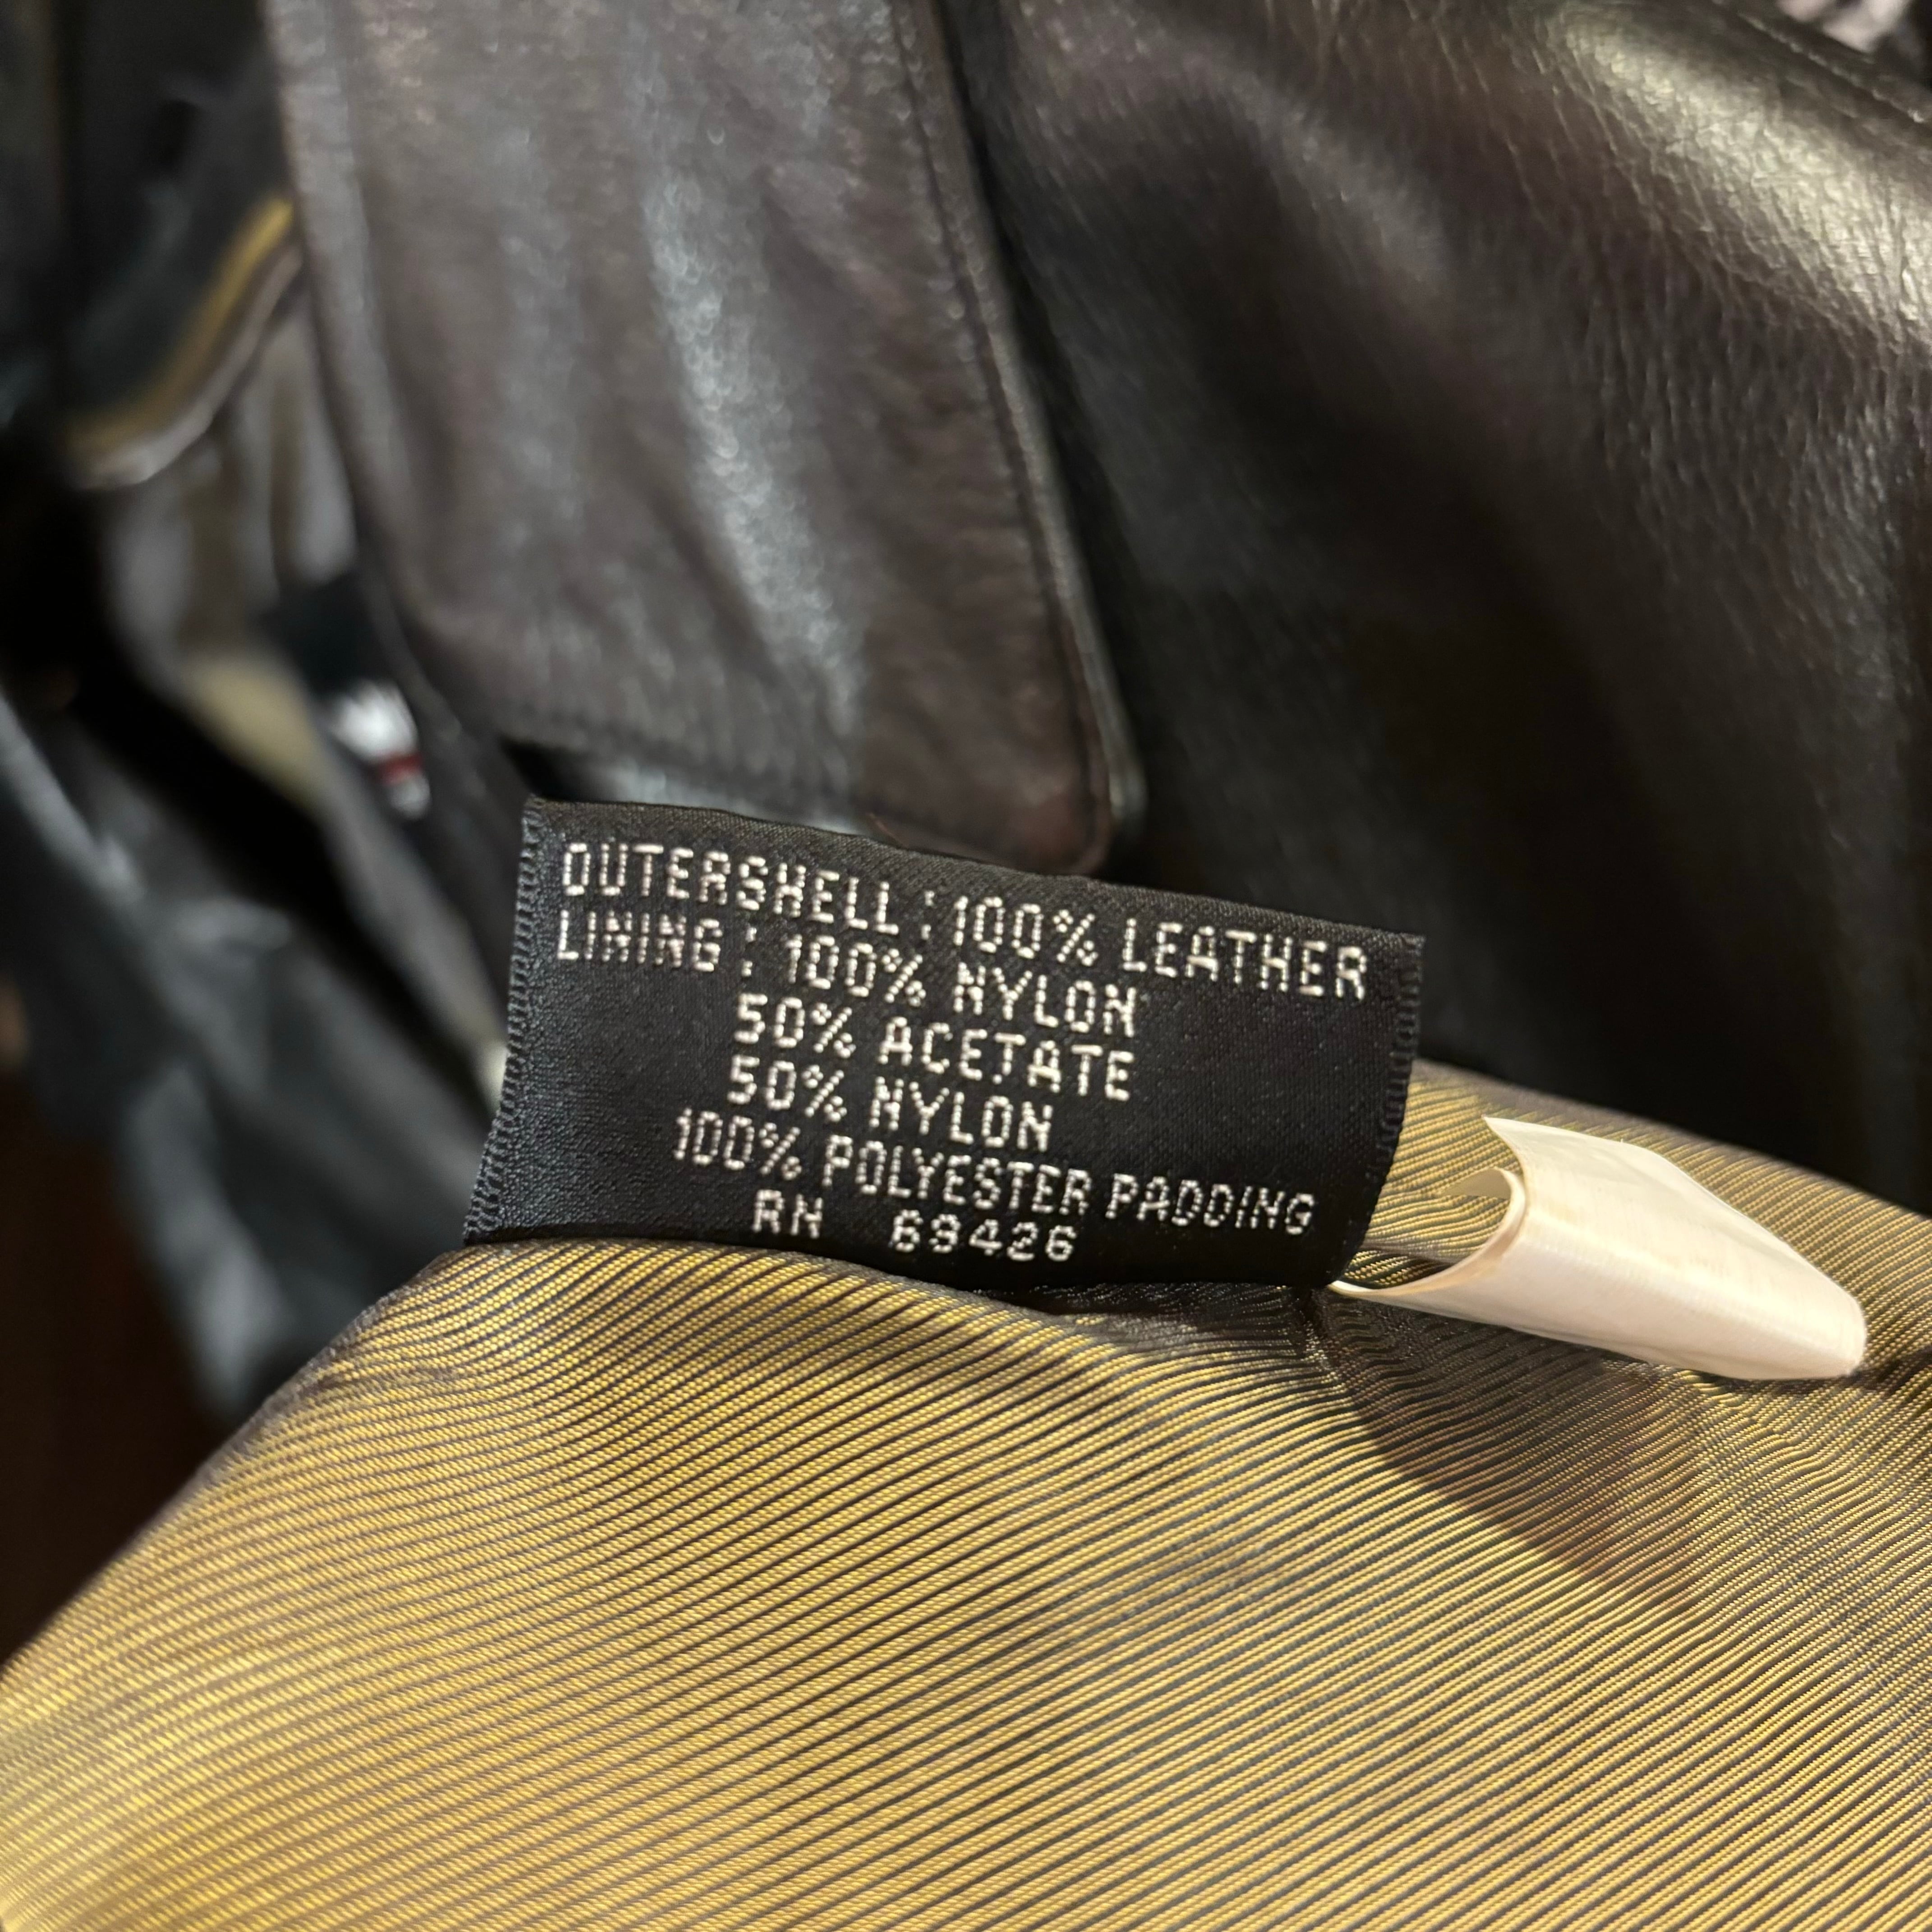 OUTERSHELL : 100% LEATHER
LINING : 100% NYLON
50% ACETATE
50% NYLON
100% POLYESTER PADDING
RN 69426